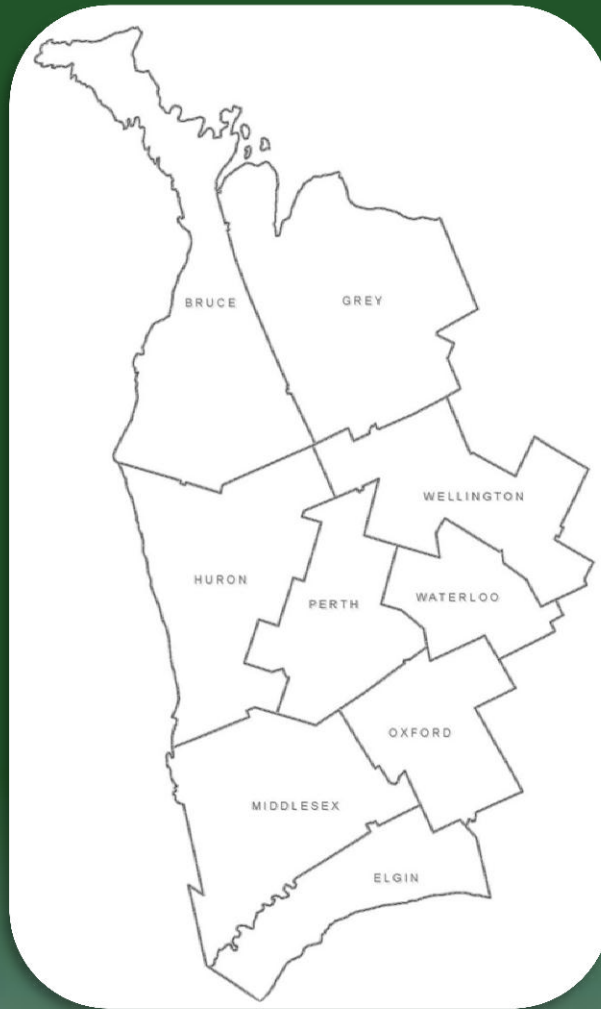 BRUCE
GREY
WELLINGTON
HURON
PERTH
WATERLOO
OXFORD
MIDDLESEX
ELGIN